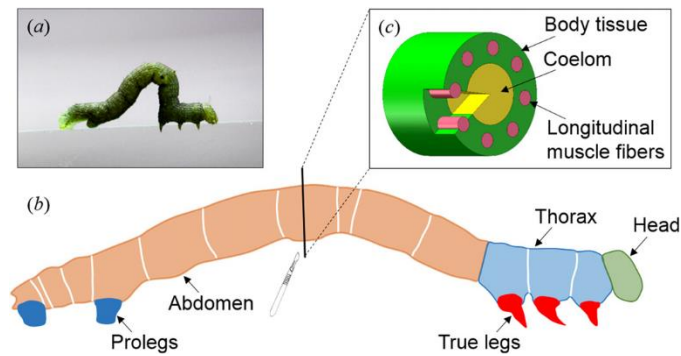 (a)
(c)
Body tissue
Coelom
Longitudinal
muscle fibers
(b)
Thorax
Head
Abdomen
Prolegs
True legs